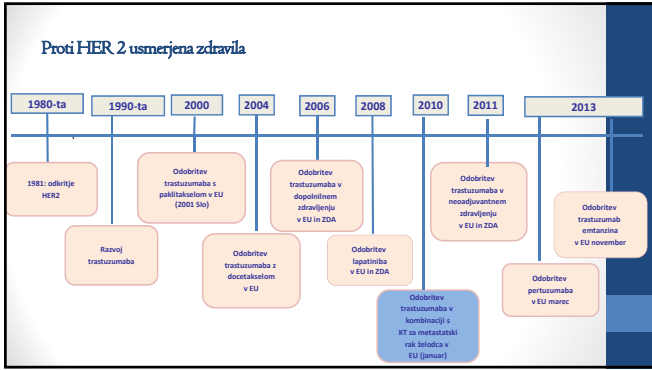 Proti HER 2 usmerjena zdravila
1980-ta
1990-ta
2000
2004
2006
2008
2010
2011
2013
1981: odkritje
HER2
Razvoj
trastuzumaba
Odobritev
trastuzumaba s
paklitakselom v EU
(2001 Slo)
Odobritev
trastuzumaba z
docetakselom
v EU
Odobritev
trastuzumaba v
dopolnilnem
zdravljenju
v EU in ZDA
Odobritev
lapatiniba
v EU in ZDA
Odobritev
trastuzumaba v
kombinaciji s
KT za metastatski
rak želodca v
EU (januar)
Odobritev
trastuzumaba v
neoadjuvantnem
zdravljenju
v EU in ZDA
Odobritev
pertuzumaba
v EU marec
Odobritev
trastuzumab
emtanzina
v EU november